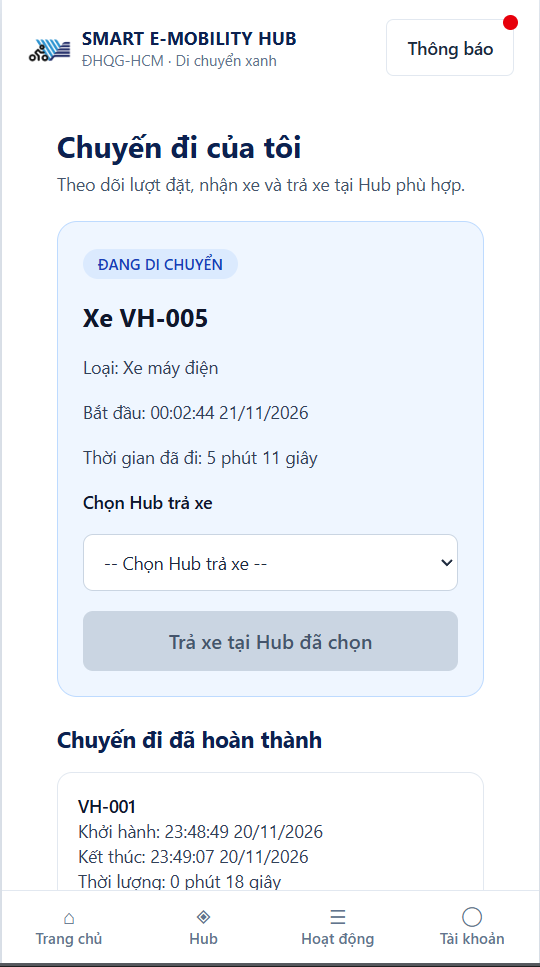 SMART E-MOBILITY HUB
ĐHQG-HCM · Di chuyển xanh
Thông báo
Chuyến đi của tôi
Theo dõi lượt đặt, nhận xe và trả xe tại Hub phù hợp.
ĐANG DI CHUYỂN
Xe VH-005
Loại: Xe máy điện
Bắt đầu: 00:02:44 21/11/2026
Thời gian đã đi: 5 phút 11 giây
Chọn Hub trả xe
-- Chọn Hub trả xe --
Trả xe tại Hub đã chọn
Chuyến đi đã hoàn thành
VH-001
Khởi hành: 23:48:49 20/11/2026
Kết thúc: 23:49:07 20/11/2026
Thời lượng: 0 phút 18 giây
Trang chủ
Hub
Hoạt động
Tài khoản